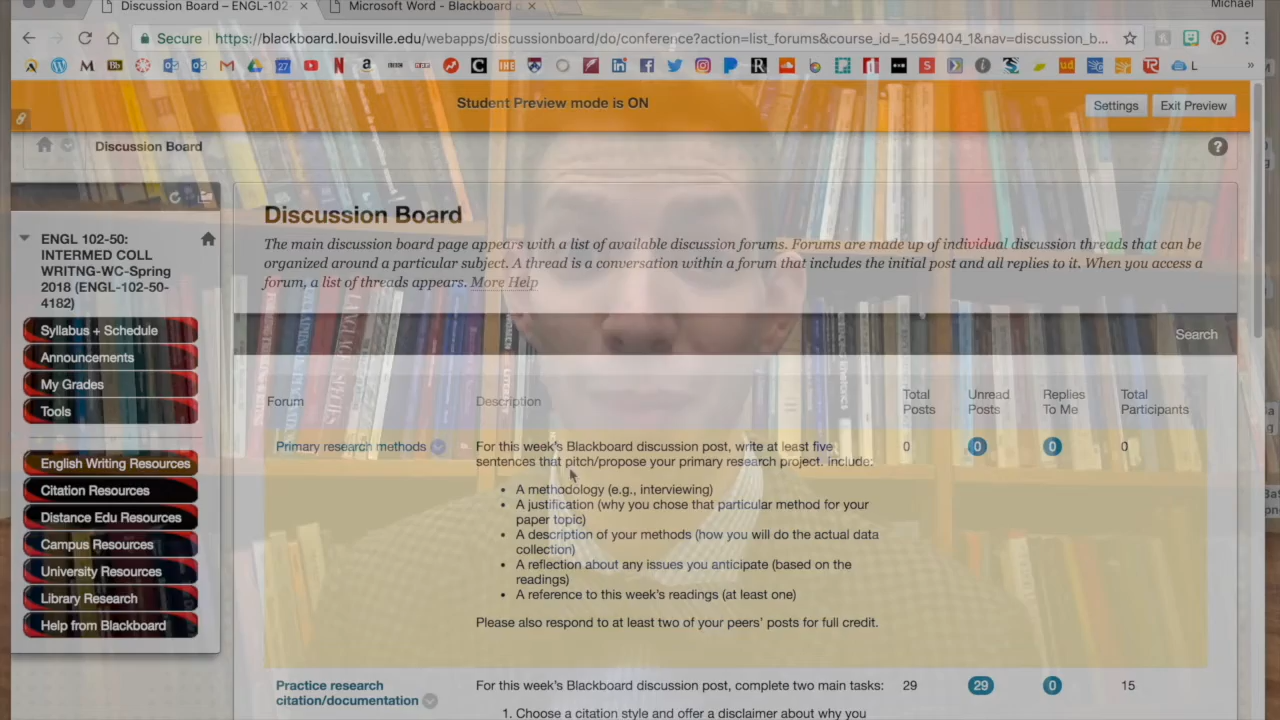 Discussion Board – ENGL-102-
Microsoft Word - Blackboard
Michael
Secure
https://blackboard.louisville.edu/webapps/discussionboard/do/conference?action=list_forums&course_id=_1569404_1&nav=discussion_b...
Student Preview mode is ON
Settings
Exit Preview
Discussion Board
Discussion Board
The main discussion board page appears with a list of available discussion forums. Forums are made up of individual discussion threads that can be
organized around a particular subject. A thread is a conversation within a forum that includes the initial post and all replies to it. When you access a
forum, a list of threads appears. More Help
ENGL 102-50:
INTERMED COLL
WRITNG-WC-Spring
2018 (ENGL-102-50-
4182)
Syllabus + Schedule
Announcements
My Grades
Tools
English Writing Resources
Citation Resources
Distance Edu Resources
Campus Resources
University Resources
Library Research
Help from Blackboard
Search
Forum
Description
Total
Posts
Unread
Posts
Replies
To Me
Total
Participants
Primary research methods
For this week's Blackboard discussion post, write at least five
sentences that pitch/propose your primary research project. Include:
0
0
0
0
• A methodology (e.g., interviewing)
• A justification (why you chose that particular method for your
paper topic)
• A description of your methods (how you will do the actual data
collection)
• A reflection about any issues you anticipate (based on the
readings)
• A reference to this week's readings (at least one)
Please also respond to at least two of your peers' posts for full credit.
Practice research
citation/documentation
For this week's Blackboard discussion post, complete two main tasks:
29
29
0
15
1. Choose a citation style and offer a disclaimer about why you